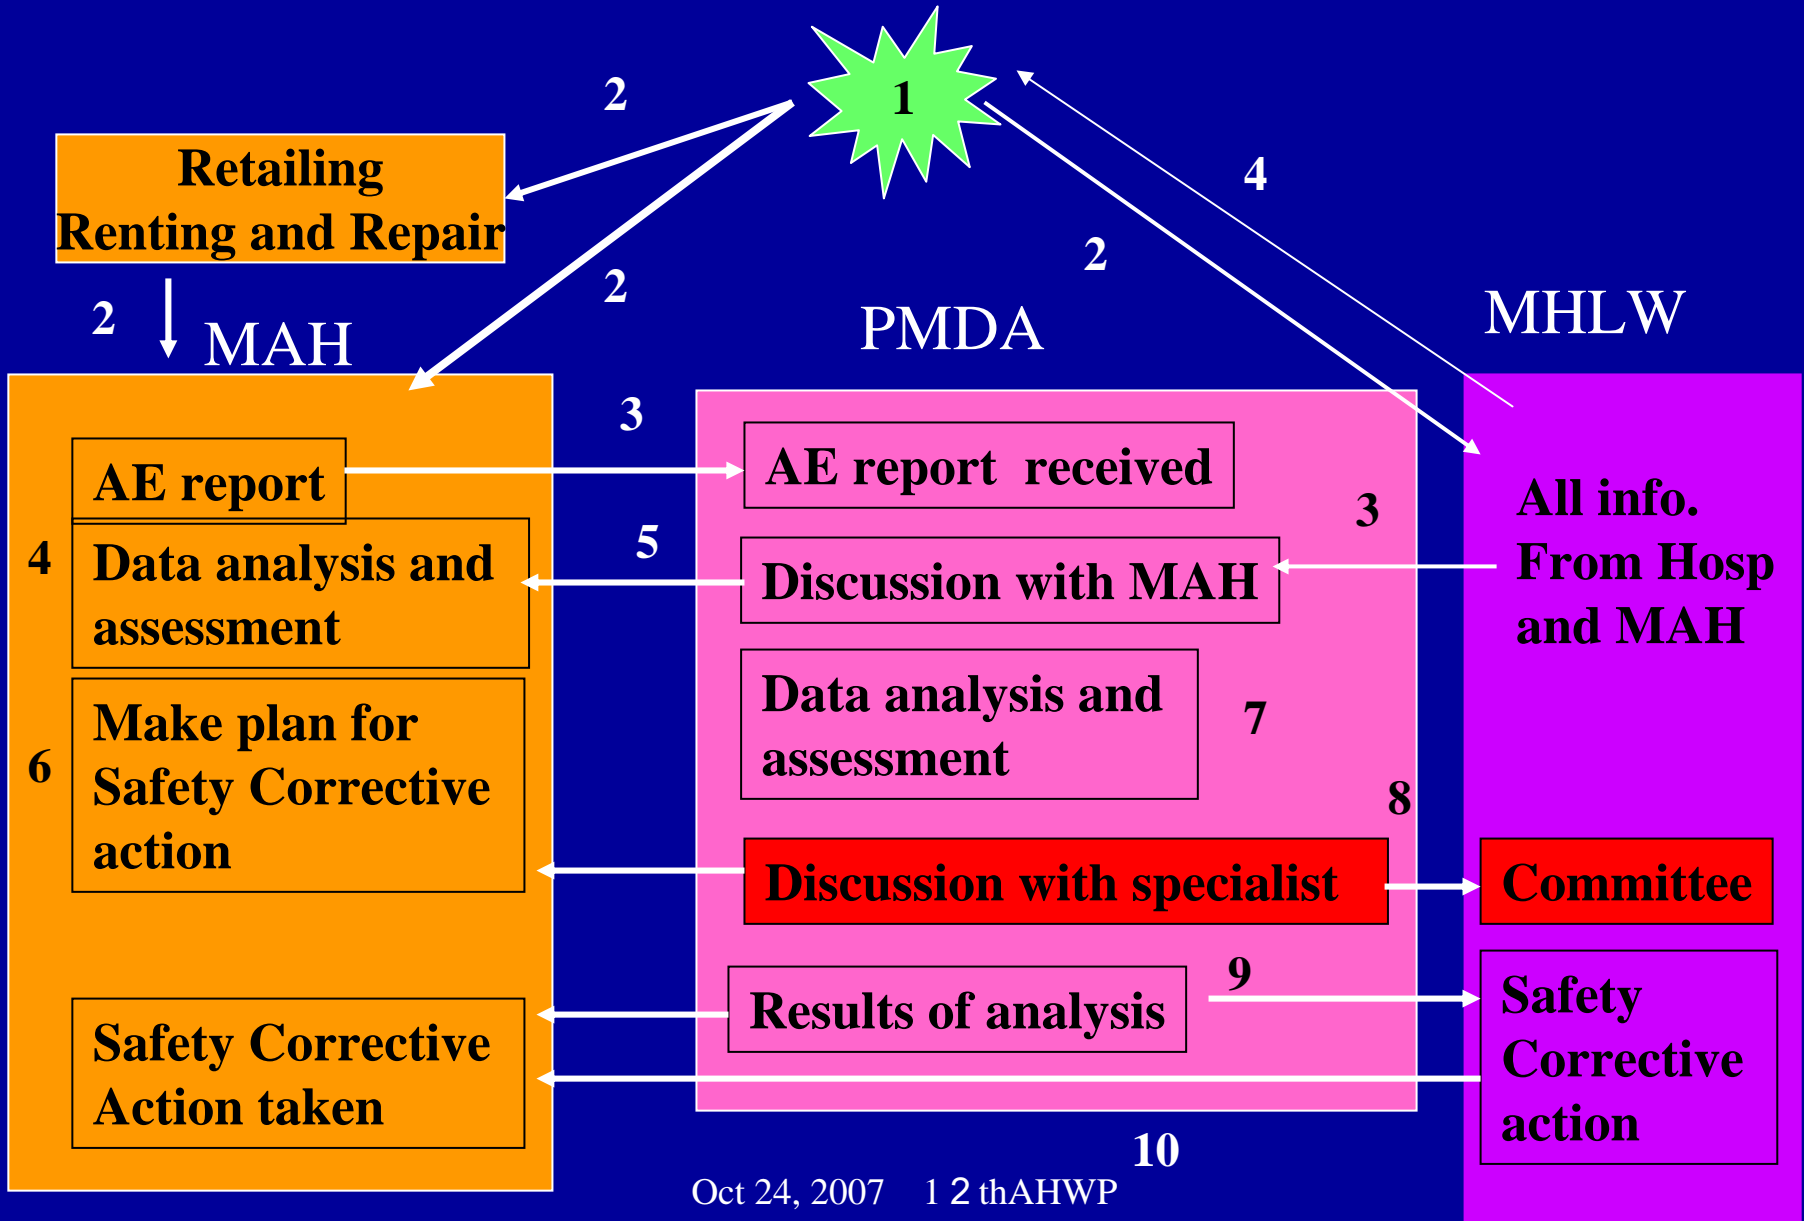 1
2
Retailing
Renting and Repair
4
2
2
2
MAH
PMDA
MHLW
3
AE report
AE report received
3
All info.
From Hosp
and MAH
4
Data analysis and
assessment
5
Discussion with MAH
6
Make plan for
Safety Corrective
action
Data analysis and
assessment
7
8
Discussion with specialist
Committee
9
Results of analysis
Safety
Corrective
action
Safety Corrective
Action taken
10
Oct 24, 2007 1 2 thAHWP